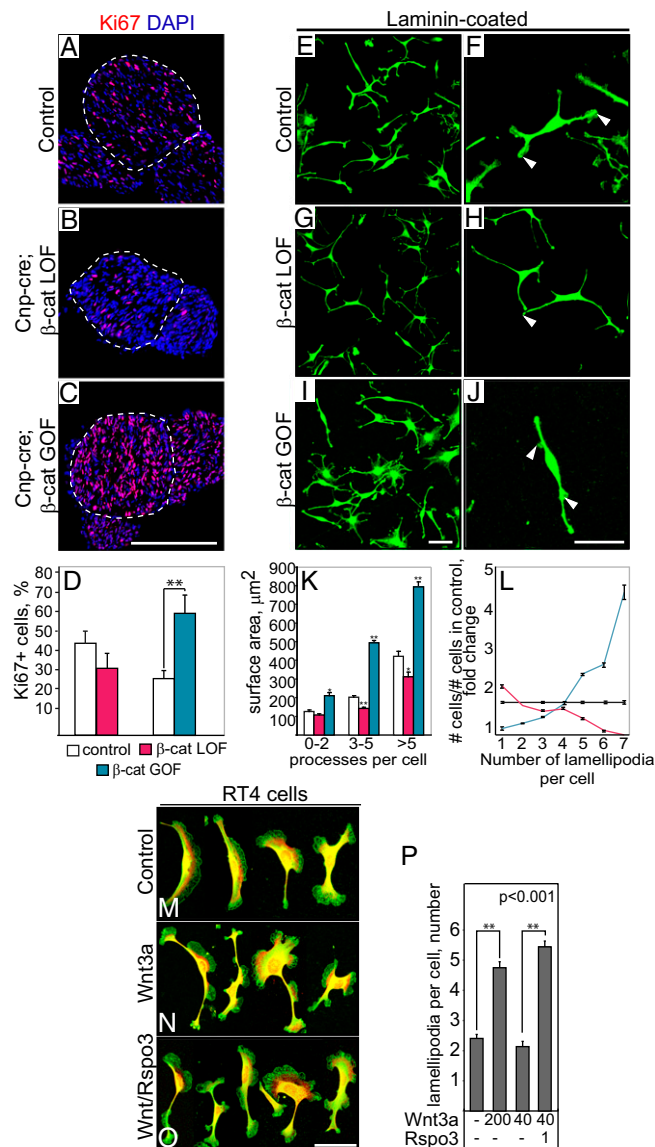 Ki67 DAPI
Laminin-coated
A
E
F
Control
Control
B
G
H
Cnp-cre;
β-cat LOF
β-cat LOF
C
I
J
Cnp-cre;
β-cat GOF
β-cat GOF
D
Ki67+ cells, %
80
70
60
50
40
30
20
10
**
control
β-cat LOF
β-cat GOF
K
surface area, µm2
900
800
700
600
500
400
300
200
100
*
**
**
**
*
0-2
3-5
>5
processes per cell
L
# cells/# cells in control,
fold change
5
4
2
1
1 2 3 4 5 6 7
Number of lamellipodia
per cell
RT4 cells
Control
M
Wnt3a
N
Wnt/Rspo3
O
P
p<0.001
lamellipodia per cell, number
6
5
4
3
2
1
**
**
Wnt3a - 200 40 40
Rspo3 - - - 1